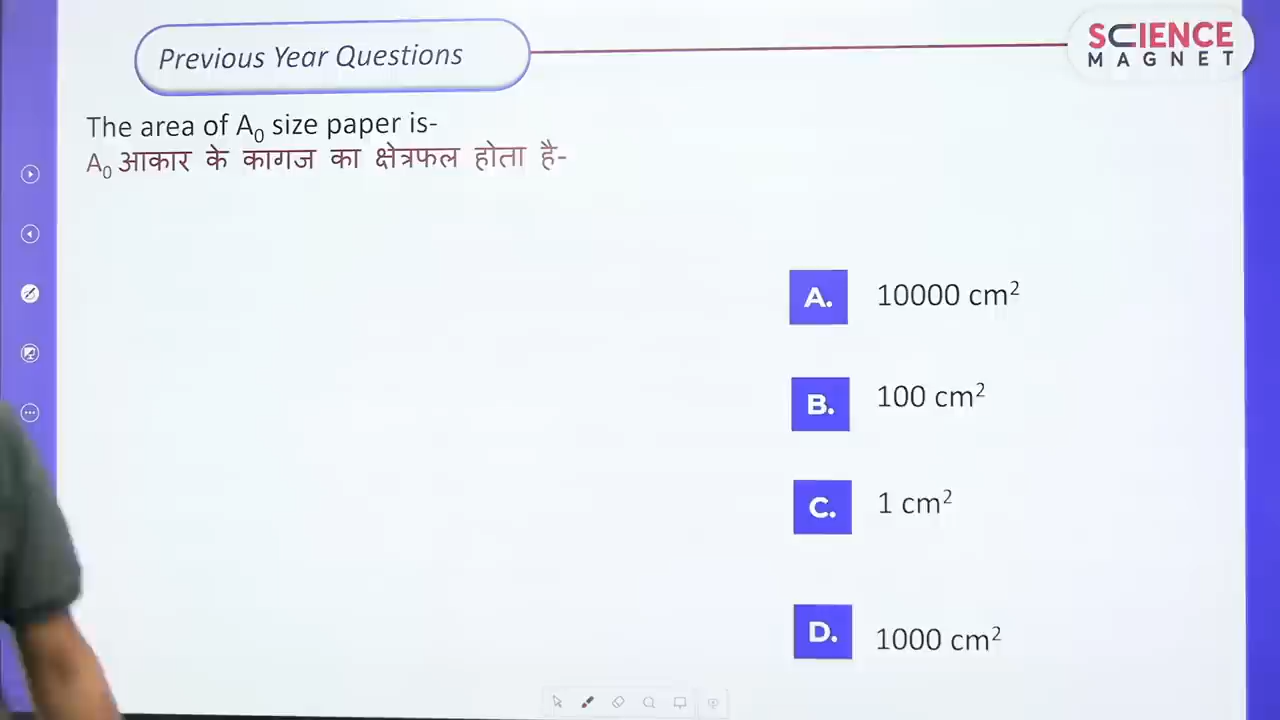 Previous Year Questions
SCIENCE
MAGNET
The area of A₀ size paper is-
A₀ आकार के कागज का क्षेत्रफल होता है-
A. 10000 cm²
B. 100 cm²
C. 1 cm²
D. 1000 cm²